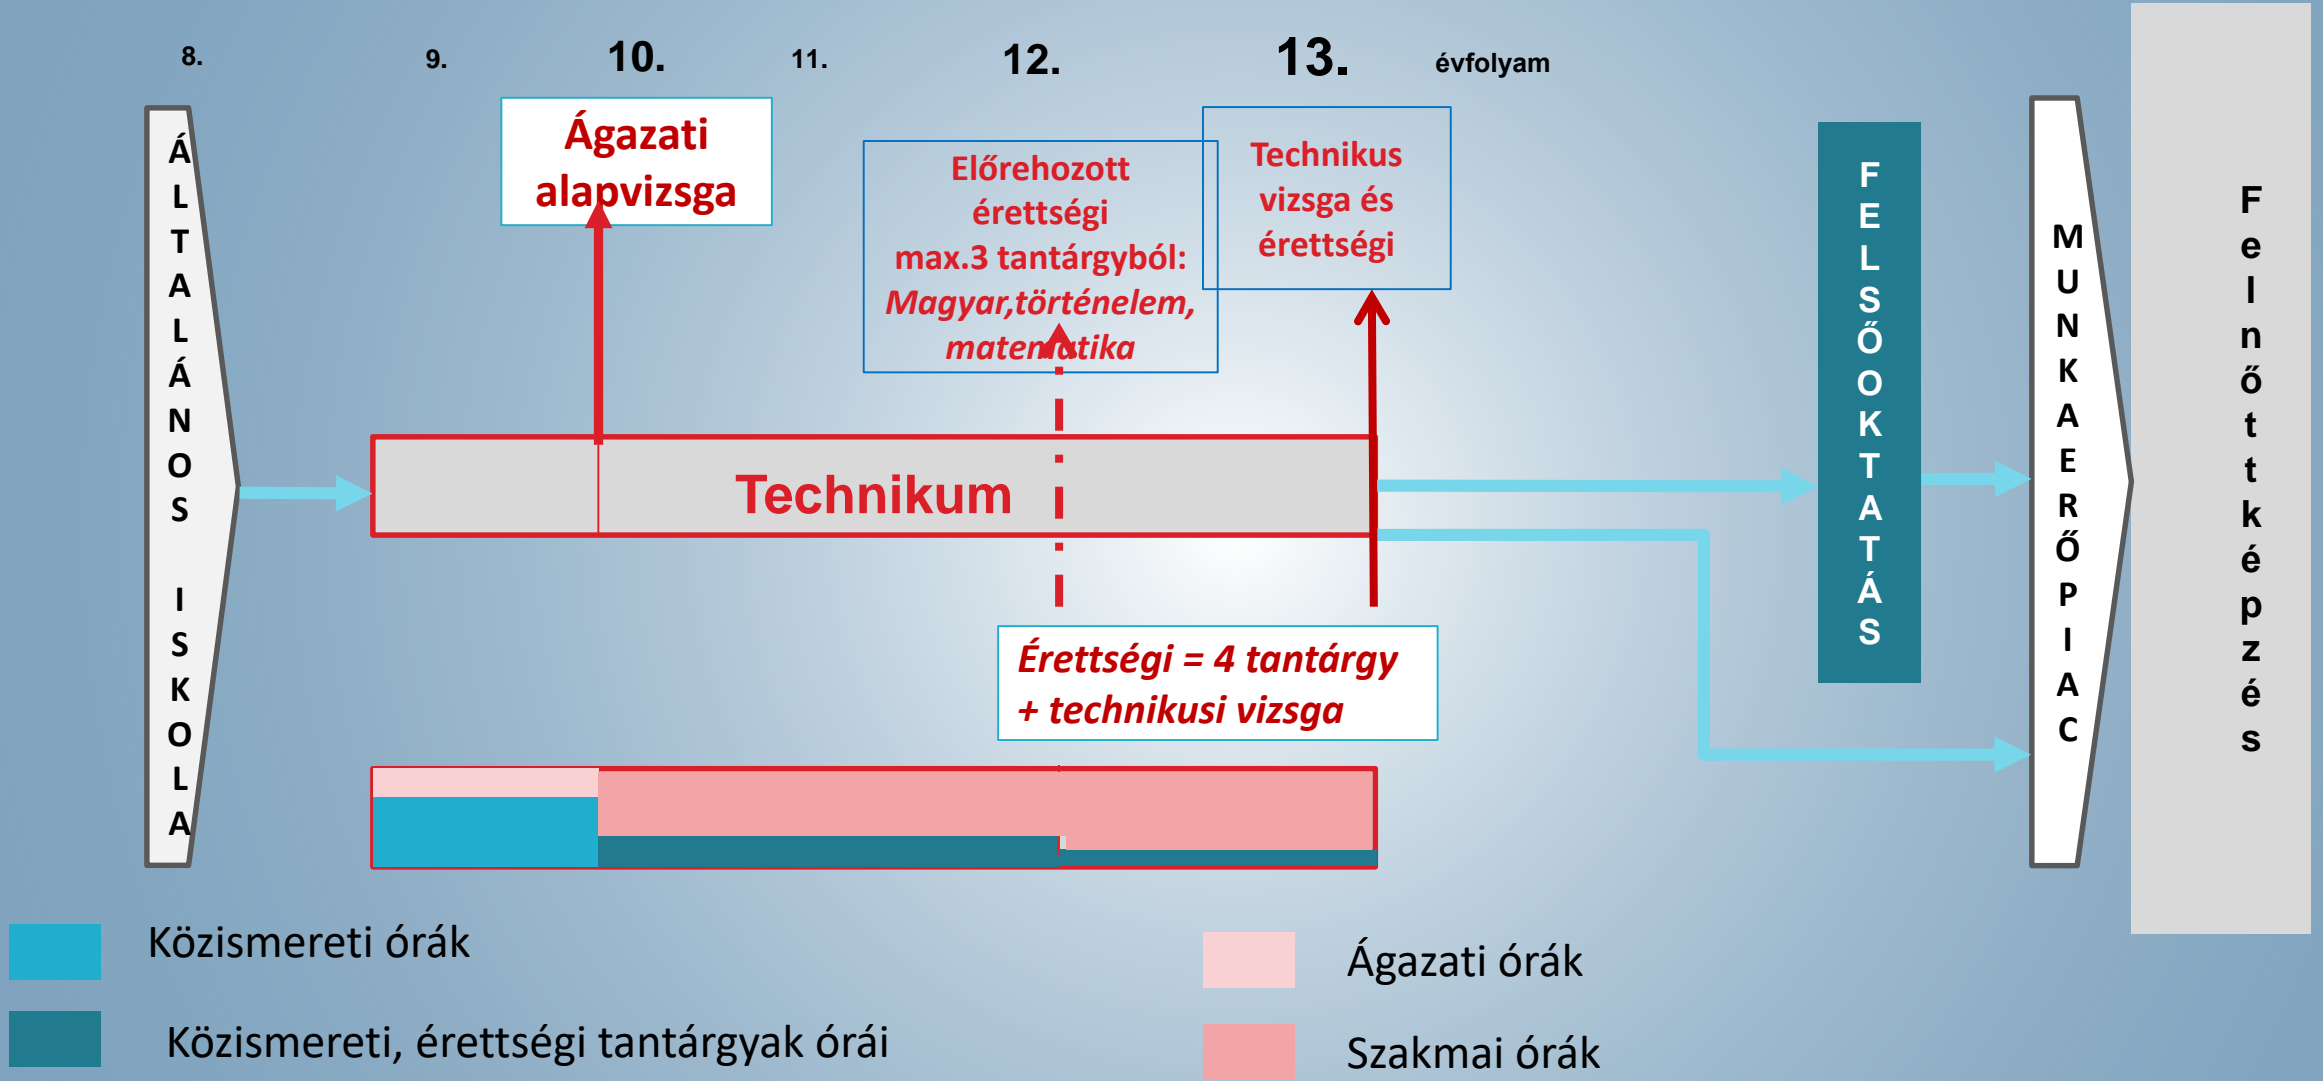 8.
9.
10.
11.
12.
13.
évfolyam
ÁLTALÁNOS ISKOLA
Ágazati
alapvizsga
Előrehozott
érettségi
max.3 tantárgyból:
Magyar,történelem,
matematika
Technikus
vizsga és
érettségi
Technikum
Érettségi = 4 tantárgy
+ technikusi vizsga
FELSŐOKTATÁS
MUNKAERŐPIAC
Felnőttképzés
Közismereti órák
Közismereti, érettségi tantárgyak órái
Ágazati órák
Szakmai órák